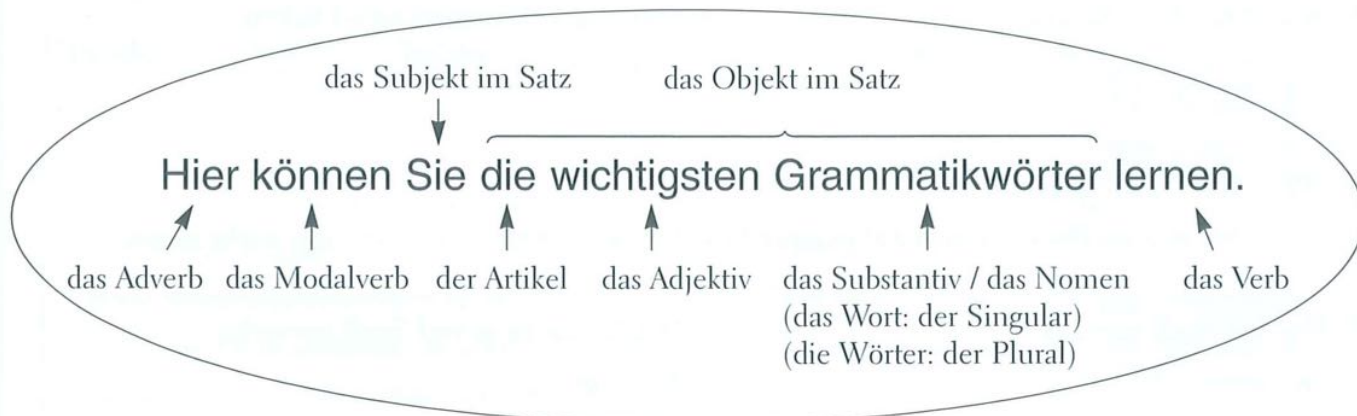 das Subjekt im Satz das Objekt im Satz
Hier können Sie die wichtigsten Grammatikwörter lernen.
das Adverb das Modalverb der Artikel das Adjektiv das Substantiv / das Nomen das Verb
(das Wort: der Singular)
(die Wörter: der Plural)